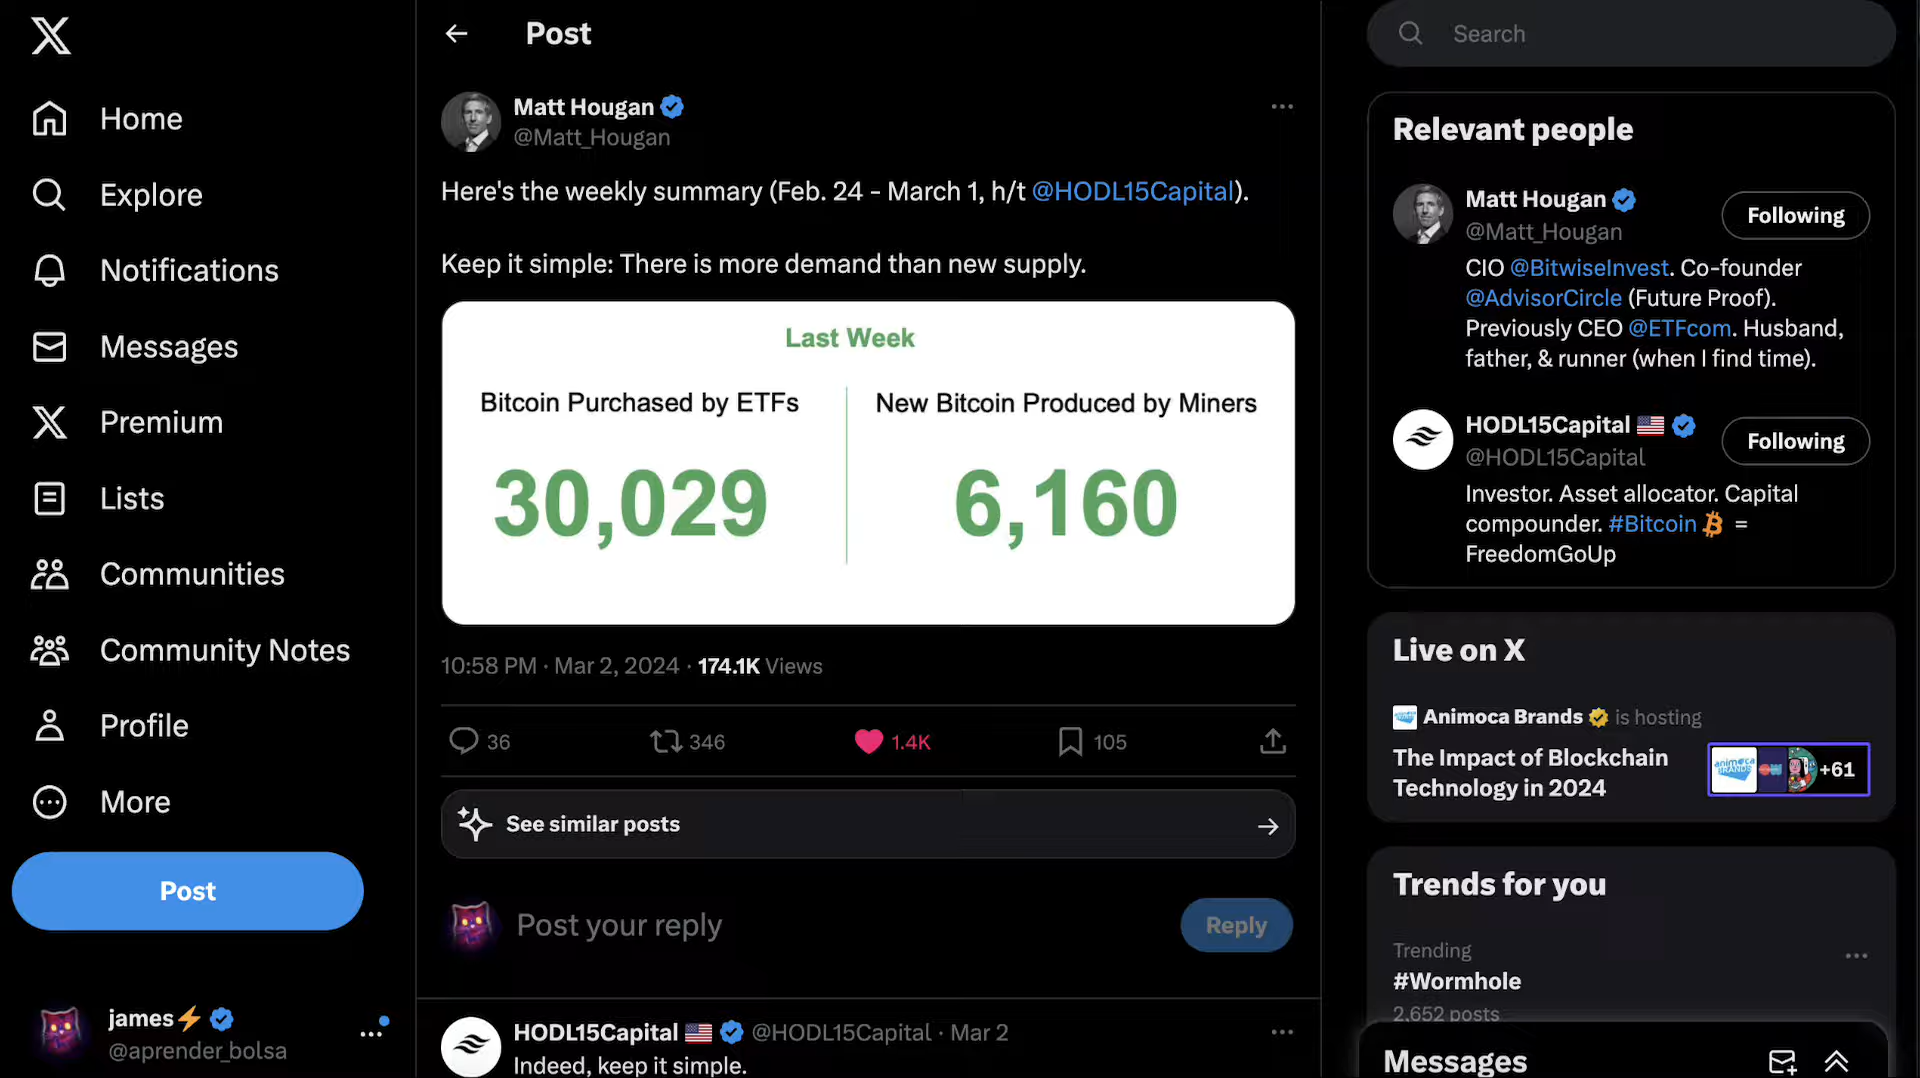 Home
Explore
Notifications
Messages
Premium
Lists
Communities
Community Notes
Profile
More
Post
james⚡
@aprender_bolsa
Post
Matt Hougan
@Matt_Hougan
Here's the weekly summary (Feb. 24 - March 1, h/t @HODL15Capital).
Keep it simple: There is more demand than new supply.
Last Week
Bitcoin Purchased by ETFs
30,029
New Bitcoin Produced by Miners
6,160
10:58 PM · Mar 2, 2024 · 174.1K Views
36
346
1.4K
105
See similar posts
Post your reply
Reply
HODL15Capital 🇺🇸 @HODL15Capital · Mar 2
Indeed, keep it simple.
Search
Relevant people
Matt Hougan
@Matt_Hougan
Following
CIO @BitwiseInvest. Co-founder
@AdvisorCircle (Future Proof).
Previously CEO @ETFcom. Husband,
father, & runner (when I find time).
HODL15Capital 🇺🇸
@HODL15Capital
Following
Investor. Asset allocator. Capital
compounder. #Bitcoin =
FreedomGoUp
Live on X
Animoca Brands is hosting
The Impact of Blockchain
Technology in 2024
animoca
BRANDS
+61
Trends for you
Trending
#Wormhole
2,652 posts
Messages